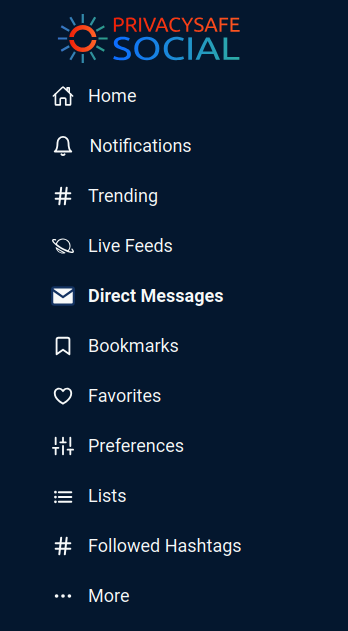 PRIVACYSAFE
SOCIAL
Home
Notifications
Trending
Live Feeds
Direct Messages
Bookmarks
Favorites
Preferences
Lists
Followed Hashtags
More